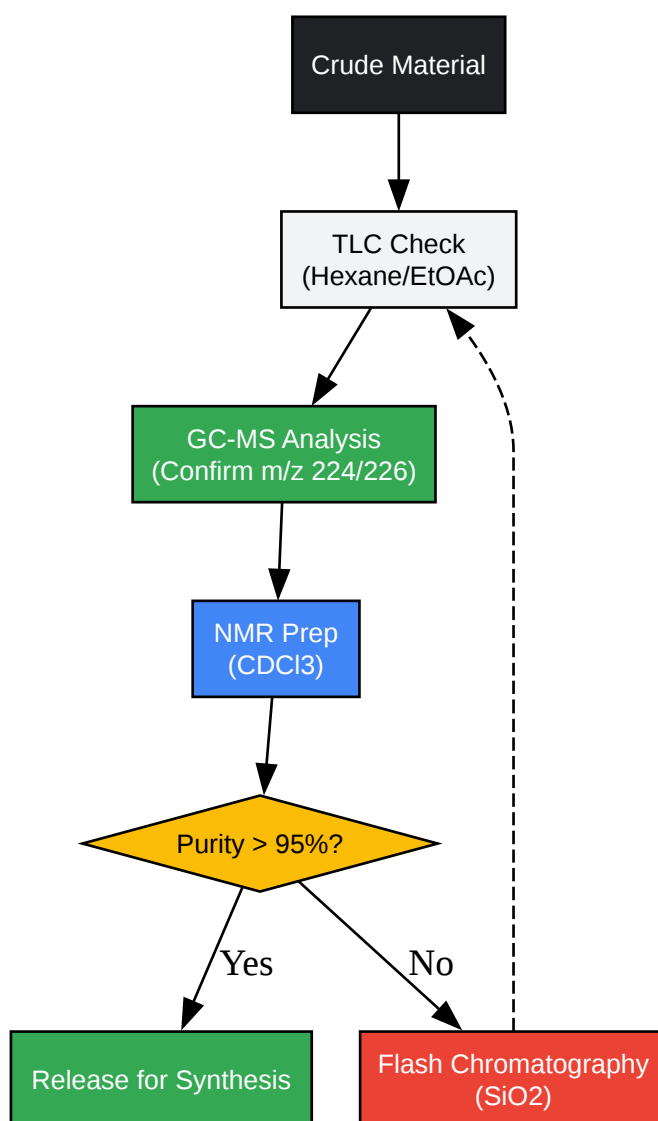 Crude Material
TLC Check
(Hexane/EtOAc)
GC-MS Analysis
(Confirm m/z 224/226)
NMR Prep
(CDCl3)
Purity > 95%?
Yes
No
Release for Synthesis
Flash Chromatography
(SiO2)